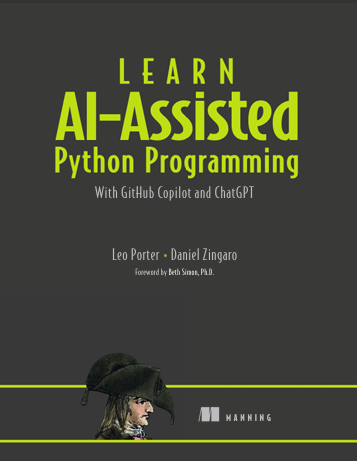 LEARN
AI-Assisted
Python Programming
With GitHub Copilot and ChatGPT
Leo Porter • Daniel Zingaro
Foreword by Beth Simon, Ph.D.
MANNING